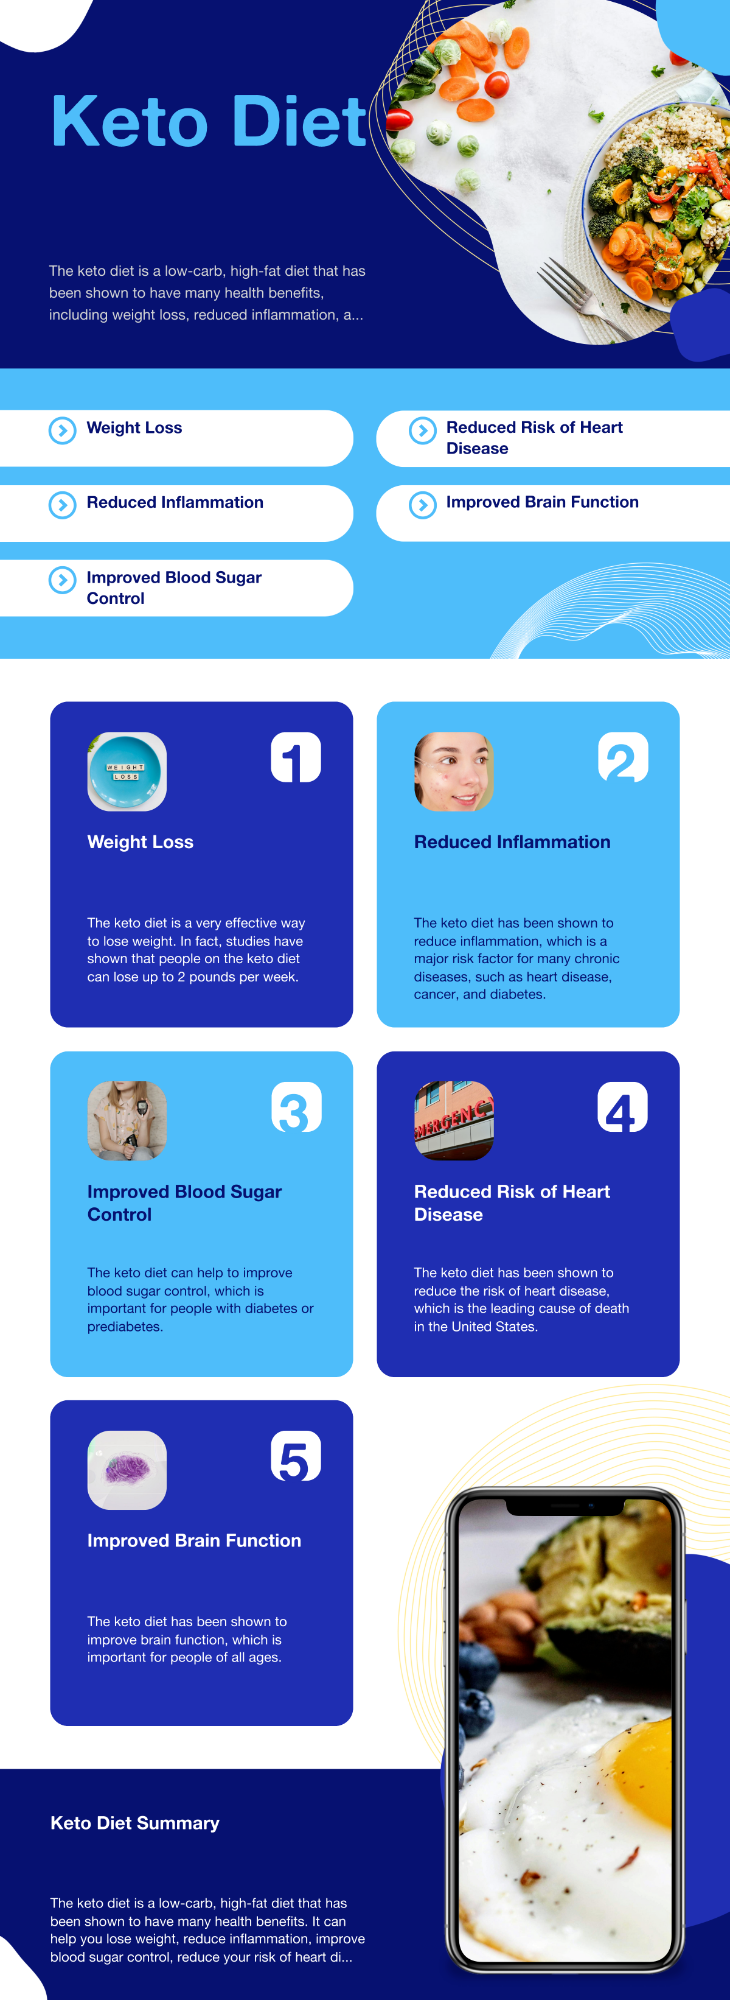 Keto Diet
The keto diet is a low-carb, high-fat diet that has
been shown to have many health benefits,
including weight loss, reduced inflammation, a...
Weight Loss
Reduced Risk of Heart
Disease
Reduced Inflammation
Improved Brain Function
Improved Blood Sugar
Control
WEIGHT
LOSS
1
Weight Loss
The keto diet is a very effective way
to lose weight. In fact, studies have
shown that people on the keto diet
can lose up to 2 pounds per week.
2
Reduced Inflammation
The keto diet has been shown to
reduce inflammation, which is a
major risk factor for many chronic
diseases, such as heart disease,
cancer, and diabetes.
3
Improved Blood Sugar
Control
The keto diet can help to improve
blood sugar control, which is
important for people with diabetes or
prediabetes.
MERGENC
4
Reduced Risk of Heart
Disease
The keto diet has been shown to
reduce the risk of heart disease,
which is the leading cause of death
in the United States.
5
Improved Brain Function
The keto diet has been shown to
improve brain function, which is
important for people of all ages.
Keto Diet Summary
The keto diet is a low-carb, high-fat diet that has
been shown to have many health benefits. It can
help you lose weight, reduce inflammation, improve
blood sugar control, reduce your risk of heart di...